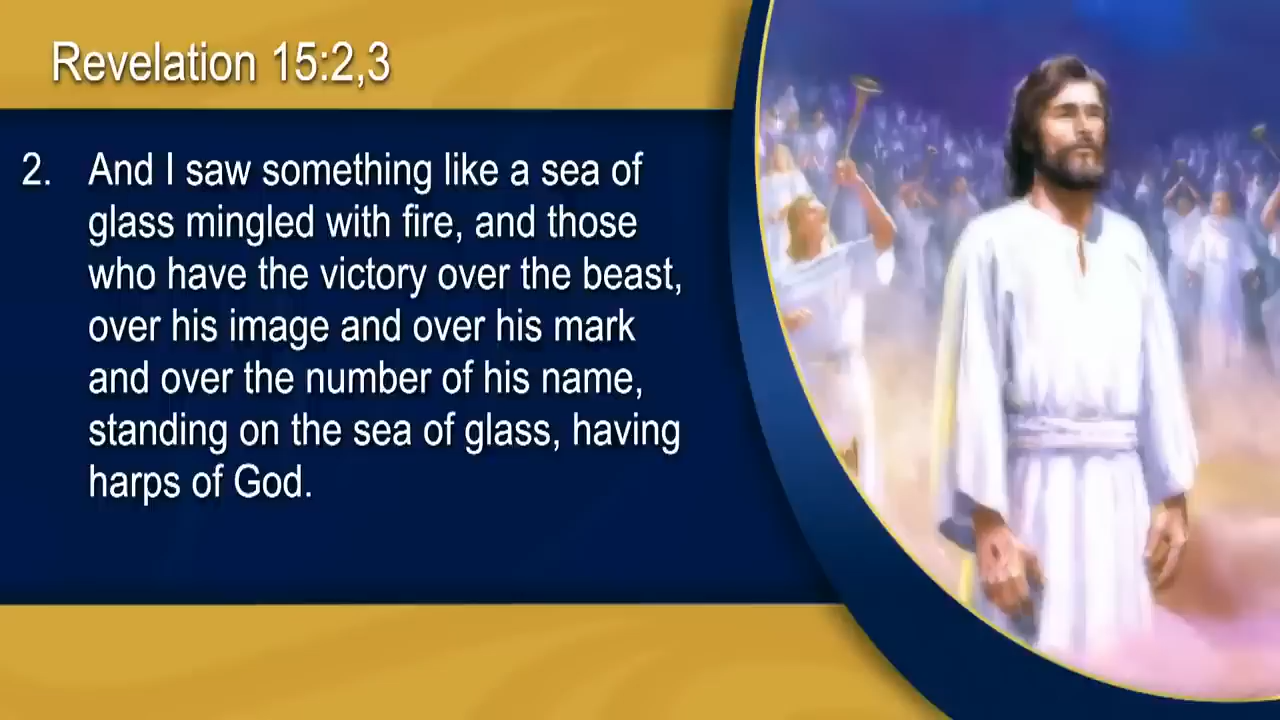 Revelation 15:2,3
2. And I saw something like a sea of
glass mingled with fire, and those
who have the victory over the beast,
over his image and over his mark
and over the number of his name,
standing on the sea of glass, having
harps of God.